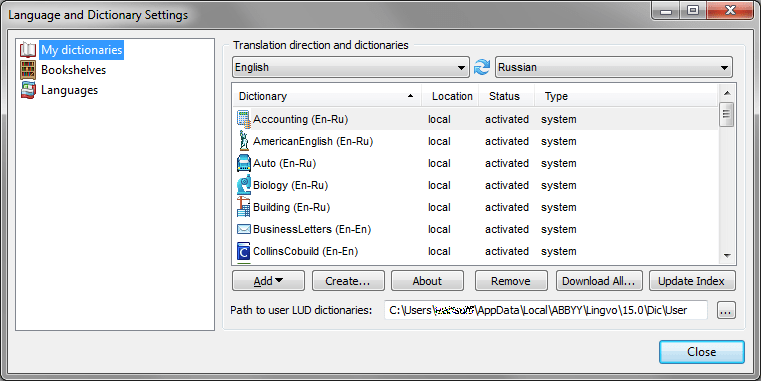 Language and Dictionary Settings
My dictionaries
Bookshelves
Languages
Translation direction and dictionaries
English Russian
Dictionary Location Status Type
Accounting (En-Ru) local activated system
AmericanEnglish (En-Ru) local activated system
Auto (En-Ru) local activated system
Biology (En-Ru) local activated system
Building (En-Ru) local activated system
BusinessLetters (En-En) local activated system
CollinsCobuild (En-En) local activated system
Add Create... About Remove Download All... Update Index
Path to user LUD dictionaries: C:\Users\ \AppData\Local\ABBYY\Lingvo\15.0\Dic\User ...
Close